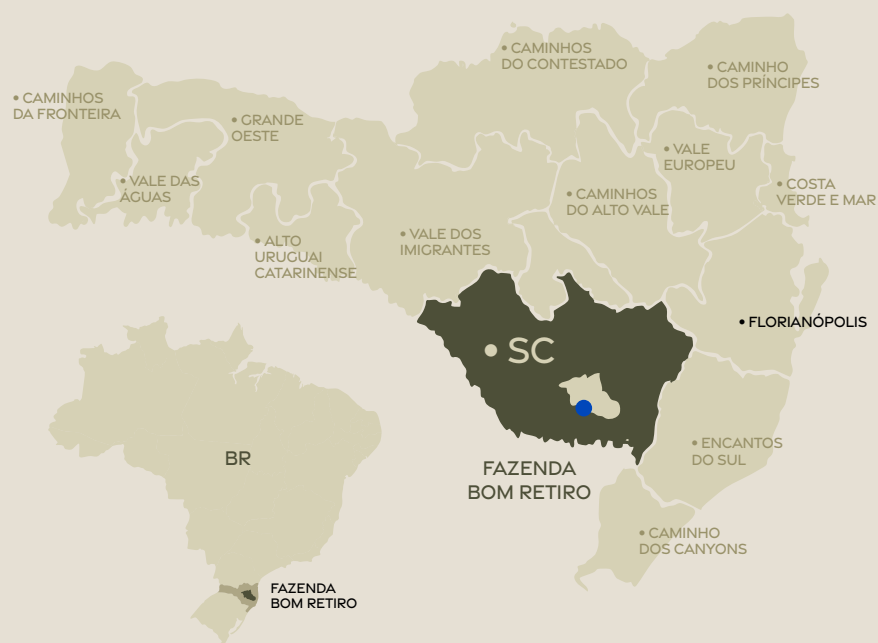 • CAMINHOS
DO CONTESTADO
• CAMINHO
DOS PRÍNCIPES
• CAMINHOS
DA FRONTEIRA
• GRANDE
OESTE
• VALE
EUROPEU
• VALE DAS
ÁGUAS
• COSTA
VERDE E MAR
• CAMINHOS
DO ALTO VALE
• VALE DOS
IMIGRANTES
• ALTO
URUGUAI
CATARINENSE
• FLORIANÓPOLIS
SC
• ENCANTOS
DO SUL
BR
FAZENDA
BOM RETIRO
• CAMINHO
DOS CANYONS
FAZENDA
BOM RETIRO